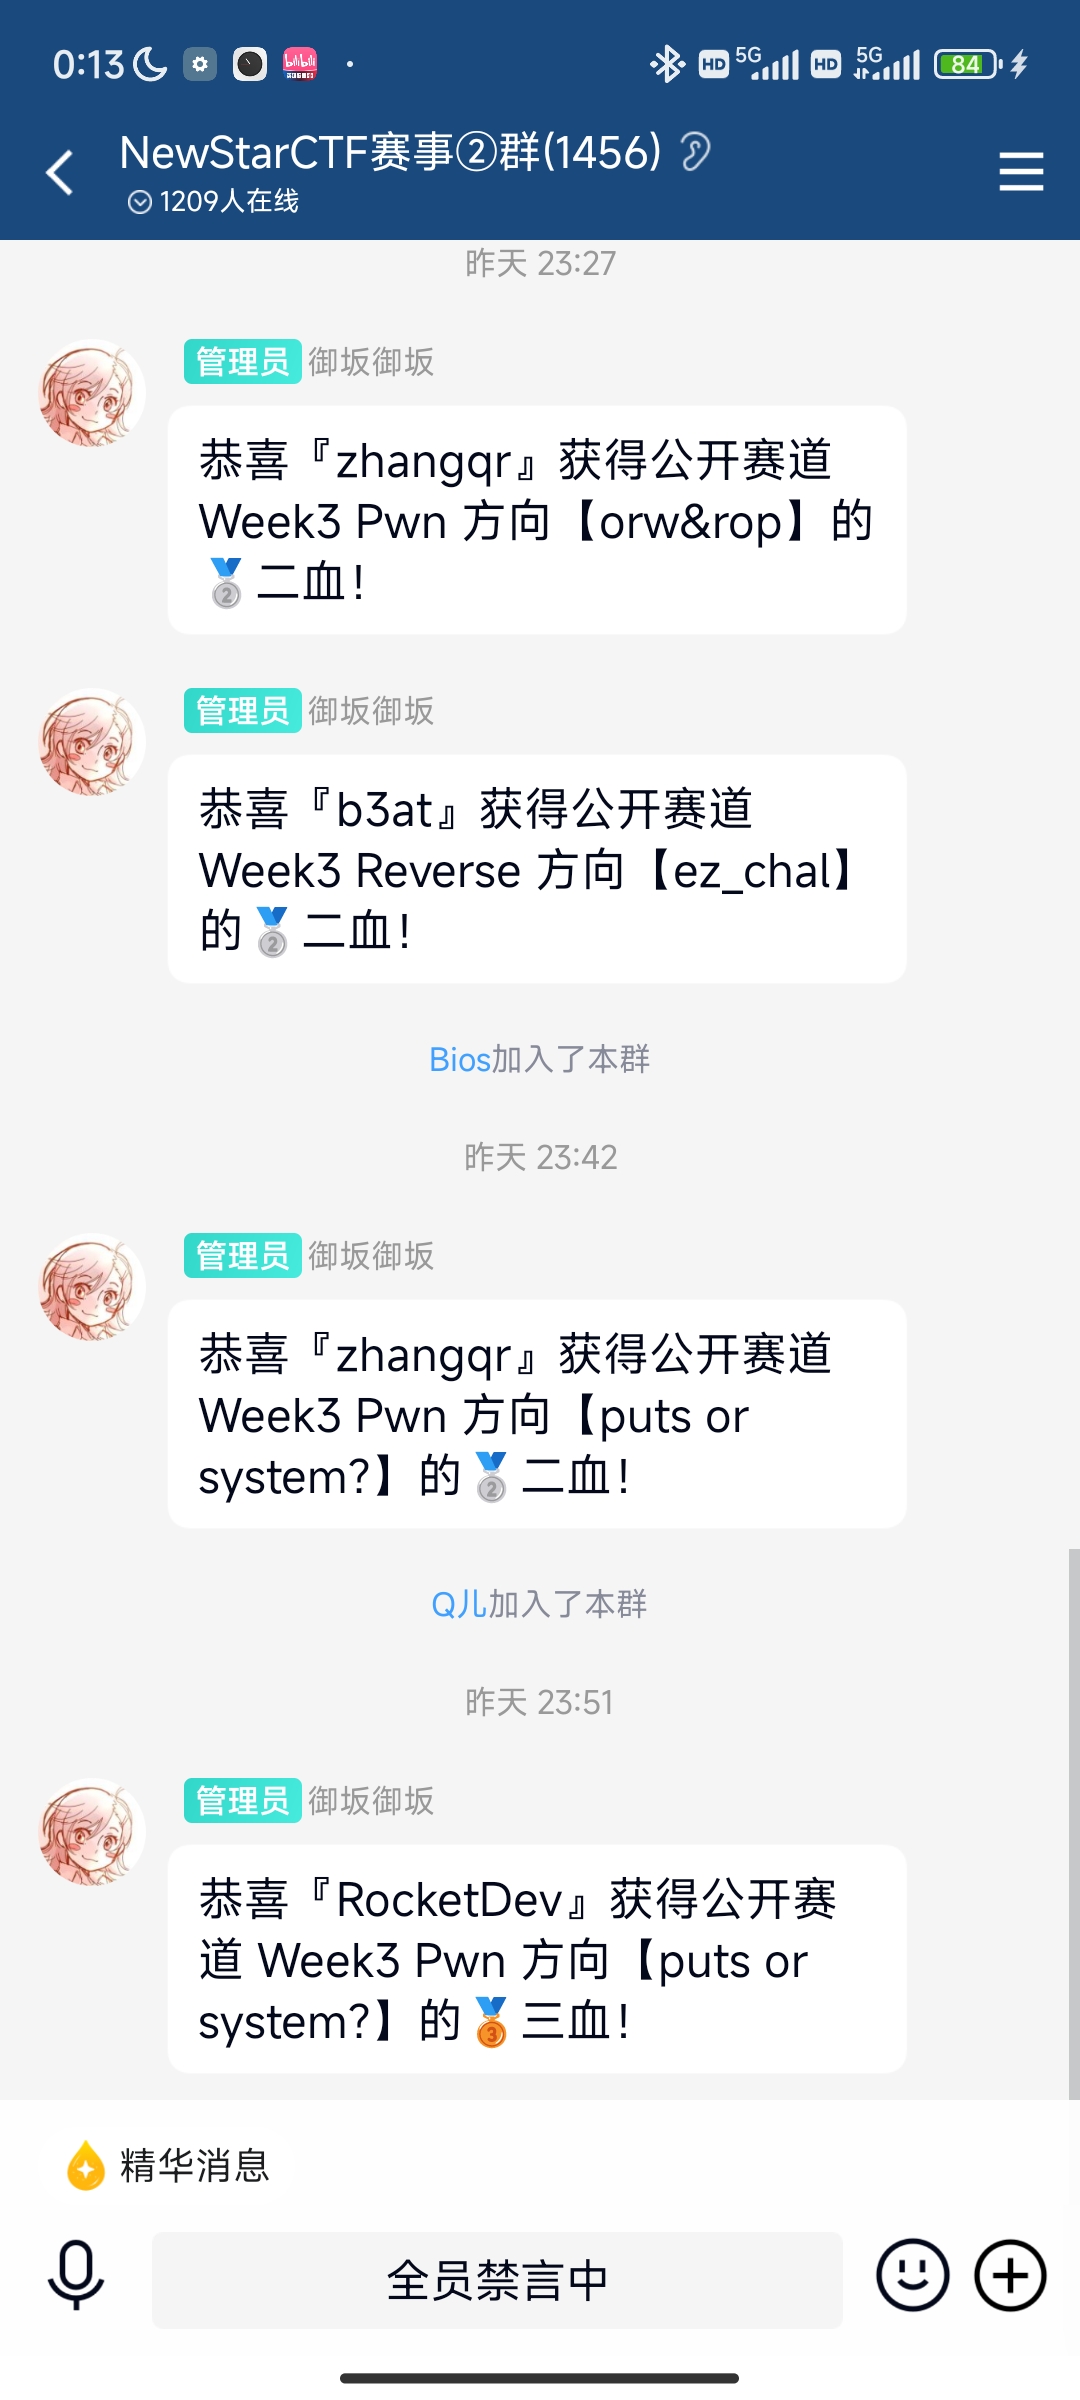 0:13
HD 5G HD 5G 84
NewStarCTF赛事②群(1456)
1209人在线
昨天 23:27
管理员 御坂御坂
恭喜『zhangqr』获得公开赛道
Week3 Pwn 方向【orw&rop】的
🥈二血！
管理员 御坂御坂
恭喜『b3at』获得公开赛道
Week3 Reverse 方向【ez_chal】
的🥈二血！
Bios加入了本群
昨天 23:42
管理员 御坂御坂
恭喜『zhangqr』获得公开赛道
Week3 Pwn 方向【puts or
system?】的🥈二血！
Q儿加入了本群
昨天 23:51
管理员 御坂御坂
恭喜『RocketDev』获得公开赛
道 Week3 Pwn 方向【puts or
system?】的🥉三血！
精华消息
全员禁言中